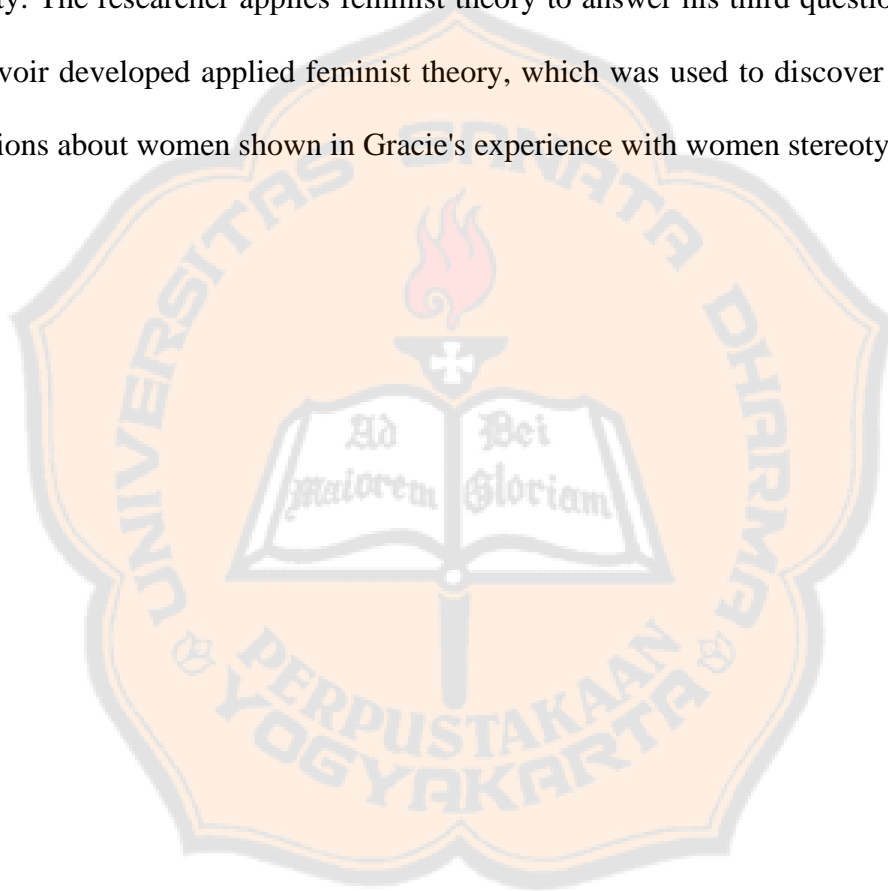 ty. The researcher applies feminist theory to answer his third questio
voir developed applied feminist theory, which was used to discover
ions about women shown in Gracie's experience with women stereoty
UNIVERSITAS SANATA DHARMA
Ad Dei
Maiorem Gloriam
PERPUSTAKAAN
YOGYAKARTA